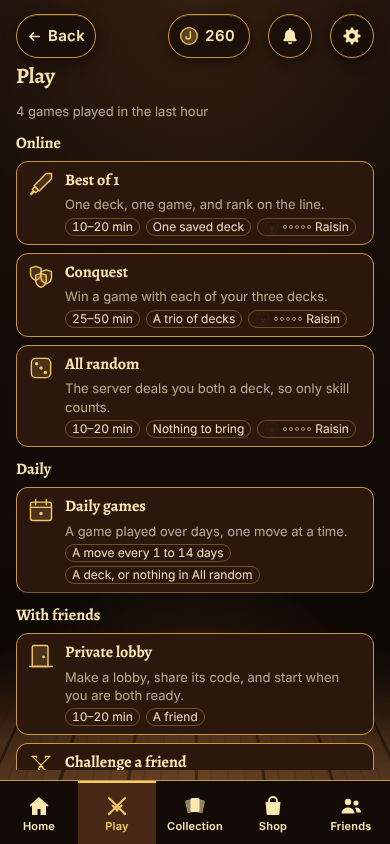 ← Back
J 260
Play
4 games played in the last hour
Online
Best of 1
One deck, one game, and rank on the line.
10–20 min
One saved deck
Raisin
Conquest
Win a game with each of your three decks.
25–50 min
A trio of decks
Raisin
All random
The server deals you both a deck, so only skill
counts.
10–20 min
Nothing to bring
Raisin
Daily
Daily games
A game played over days, one move at a time.
A move every 1 to 14 days
A deck, or nothing in All random
With friends
Private lobby
Make a lobby, share its code, and start when
you are both ready.
10–20 min
A friend
Challenge a friend
Home
Play
Collection
Shop
Friends